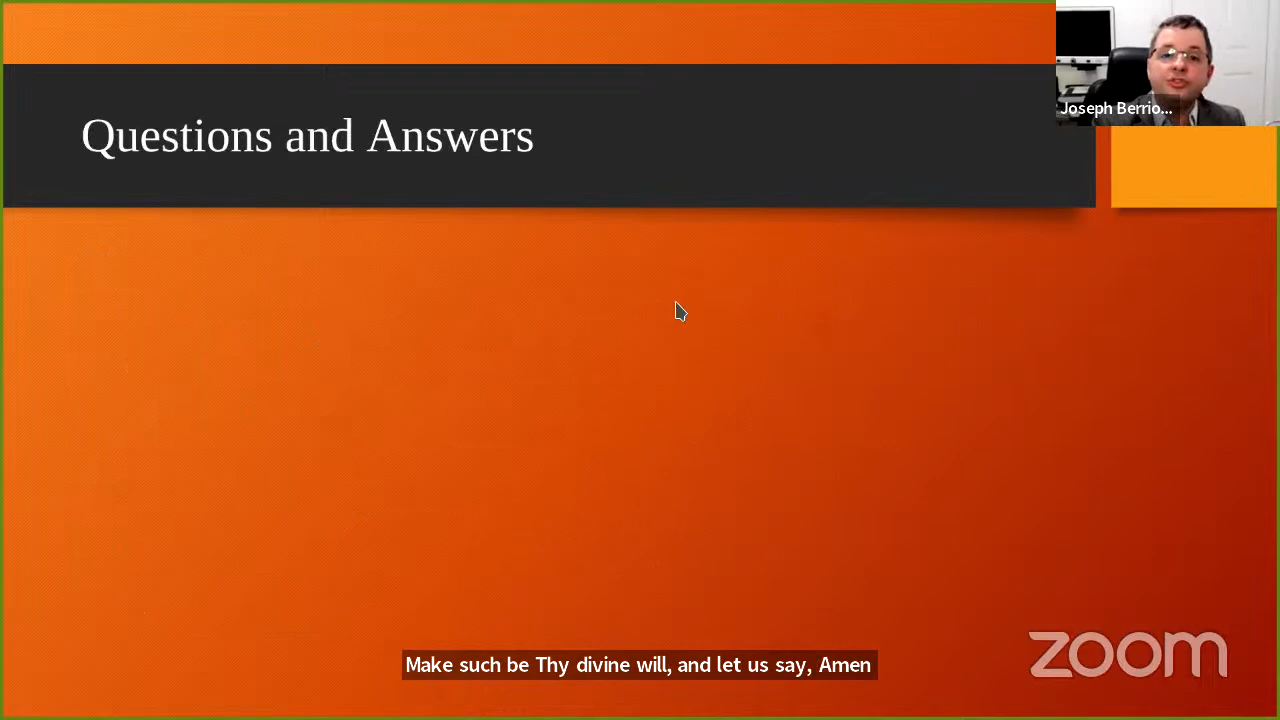 Questions and Answers
Joseph Berrio...
Make such be Thy divine will, and let us say, Amen
zoom